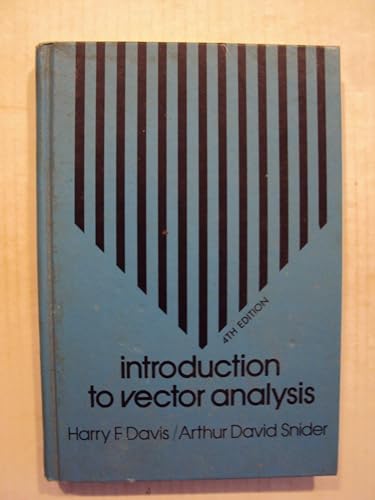 4TH EDITION
introduction
to vector analysis
Harry F. Davis/Arthur David Snider